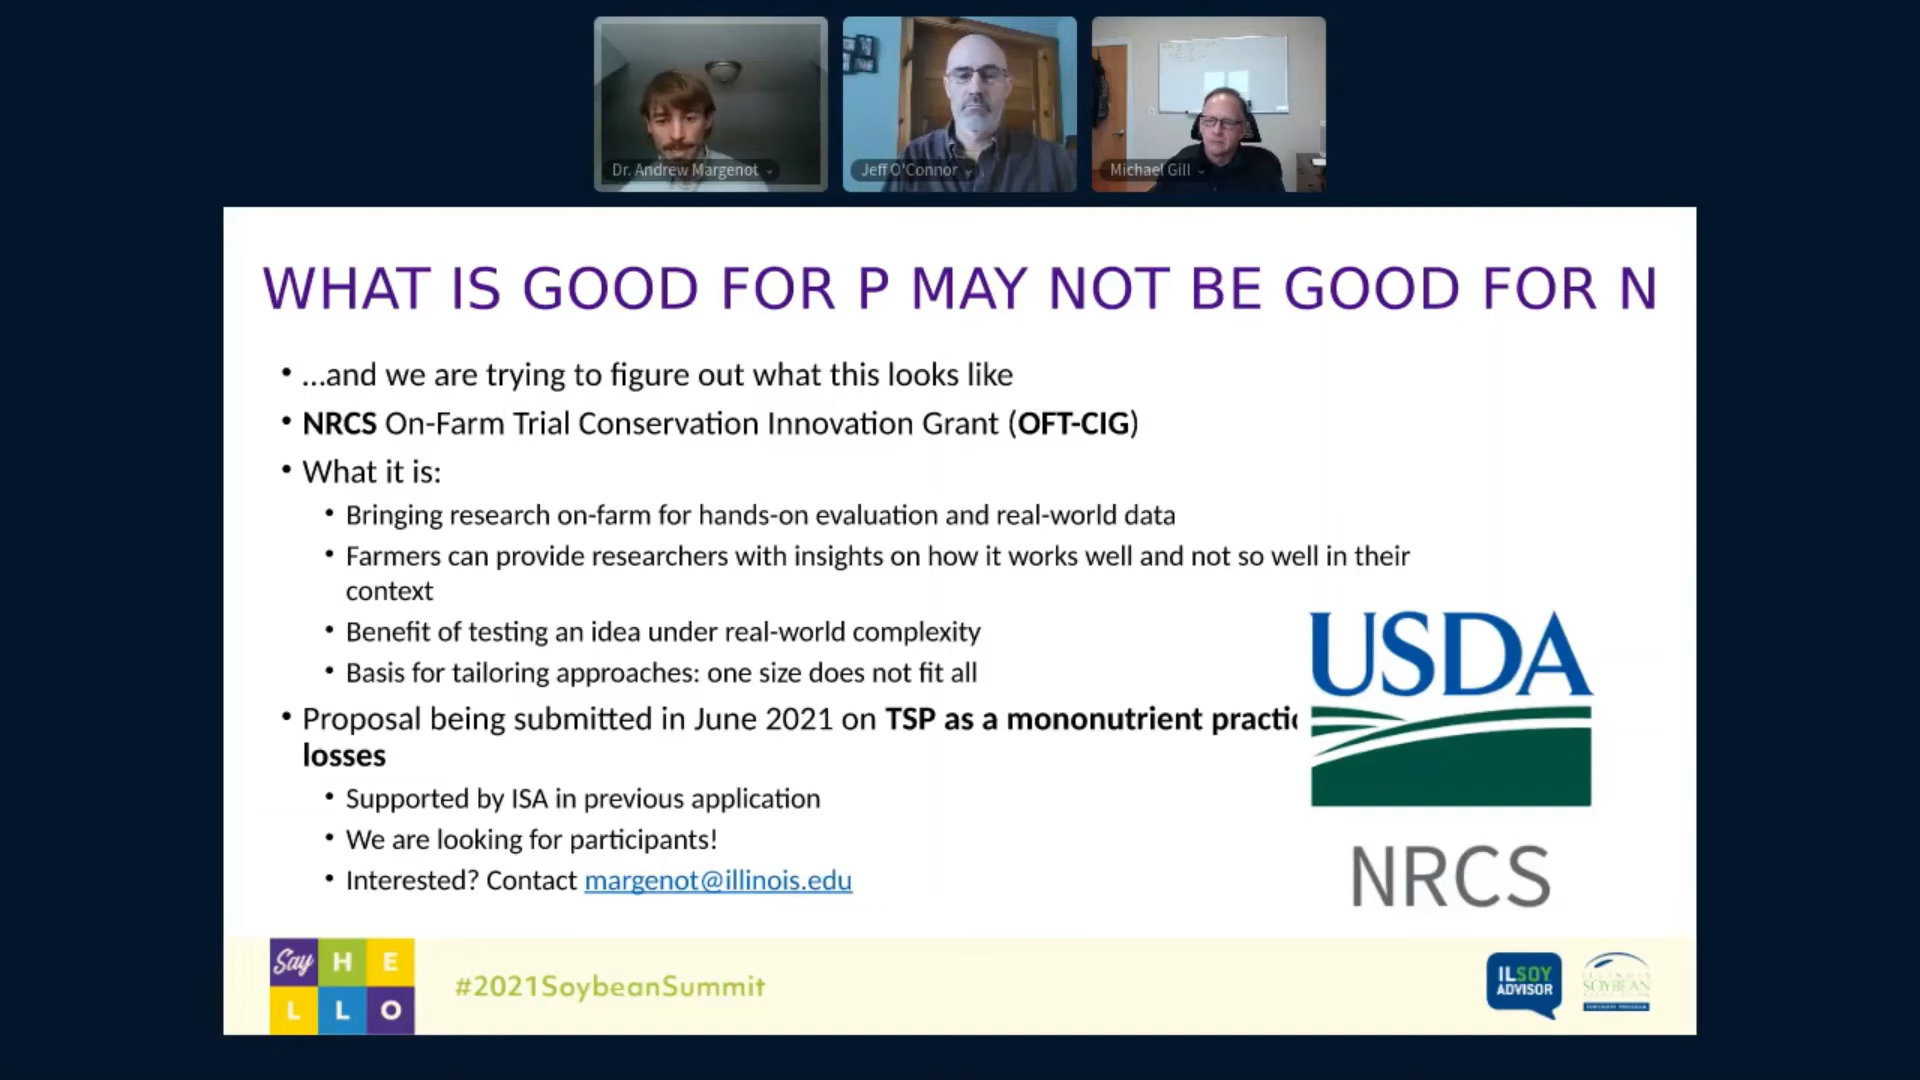 Dr. Andrew Margenot
Jeff O'Connor
Michael Gill
WHAT IS GOOD FOR P MAY NOT BE GOOD FOR N
• ...and we are trying to figure out what this looks like
• NRCS On-Farm Trial Conservation Innovation Grant (OFT-CIG)
• What it is:
• Bringing research on-farm for hands-on evaluation and real-world data
• Farmers can provide researchers with insights on how it works well and not so well in their
context
• Benefit of testing an idea under real-world complexity
• Basis for tailoring approaches: one size does not fit all
• Proposal being submitted in June 2021 on TSP as a mononutrient
losses
• Supported by ISA in previous application
• We are looking for participants!
• Interested? Contact margenot@illinois.edu
USDA
NRCS
Say H E
L L O
#2021SoybeanSummit
ILSOY
ADVISOR
ILLINOIS
SOYBEAN